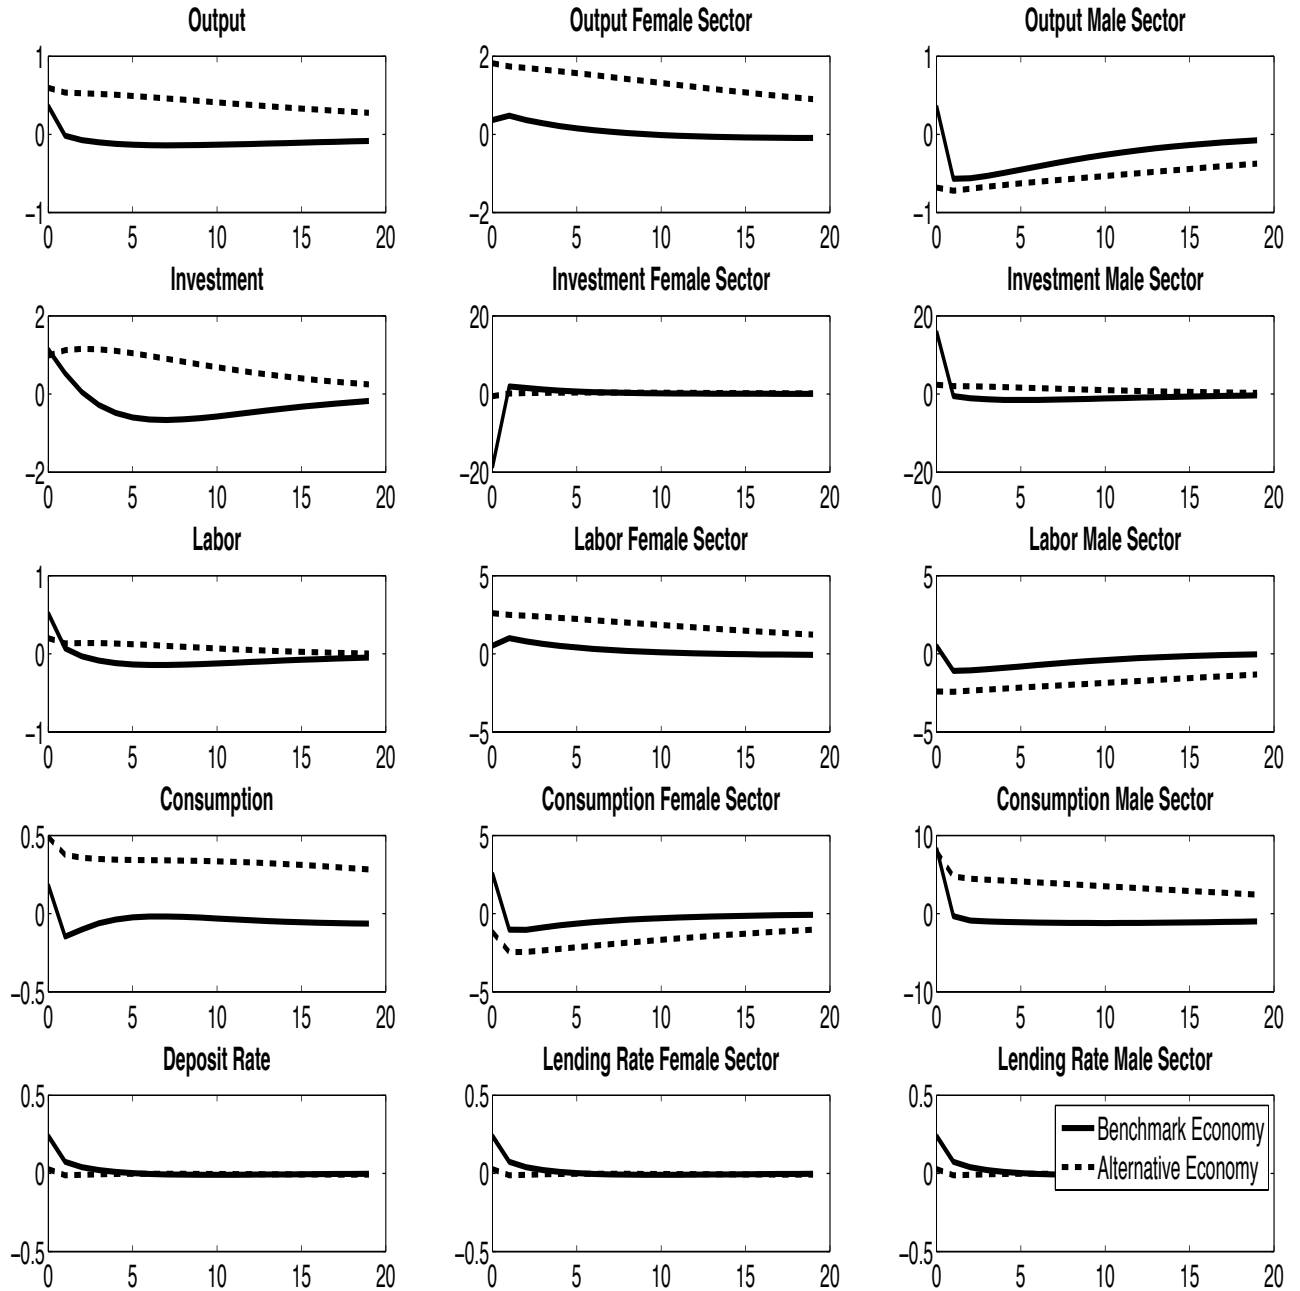 Output
Output Female Sector
Output Male Sector
1
0
−1
0 5 10 15 20
2
0
−2
0 5 10 15 20
1
0
−1
0 5 10 15 20
Investment
Investment Female Sector
Investment Male Sector
2
0
−2
0 5 10 15 20
20
0
−20
0 5 10 15 20
20
0
−20
0 5 10 15 20
Labor
Labor Female Sector
Labor Male Sector
1
0
−1
0 5 10 15 20
5
0
−5
0 5 10 15 20
5
0
−5
0 5 10 15 20
Consumption
Consumption Female Sector
Consumption Male Sector
0.5
0
−0.5
0 5 10 15 20
5
0
−5
0 5 10 15 20
10
0
−10
0 5 10 15 20
Deposit Rate
Lending Rate Female Sector
Lending Rate Male Sector
0.5
0
−0.5
0 5 10 15 20
0.5
0
−0.5
0 5 10 15 20
0.5
0
−0.5
0 5 10 15 20
Benchmark Economy
Alternative Economy